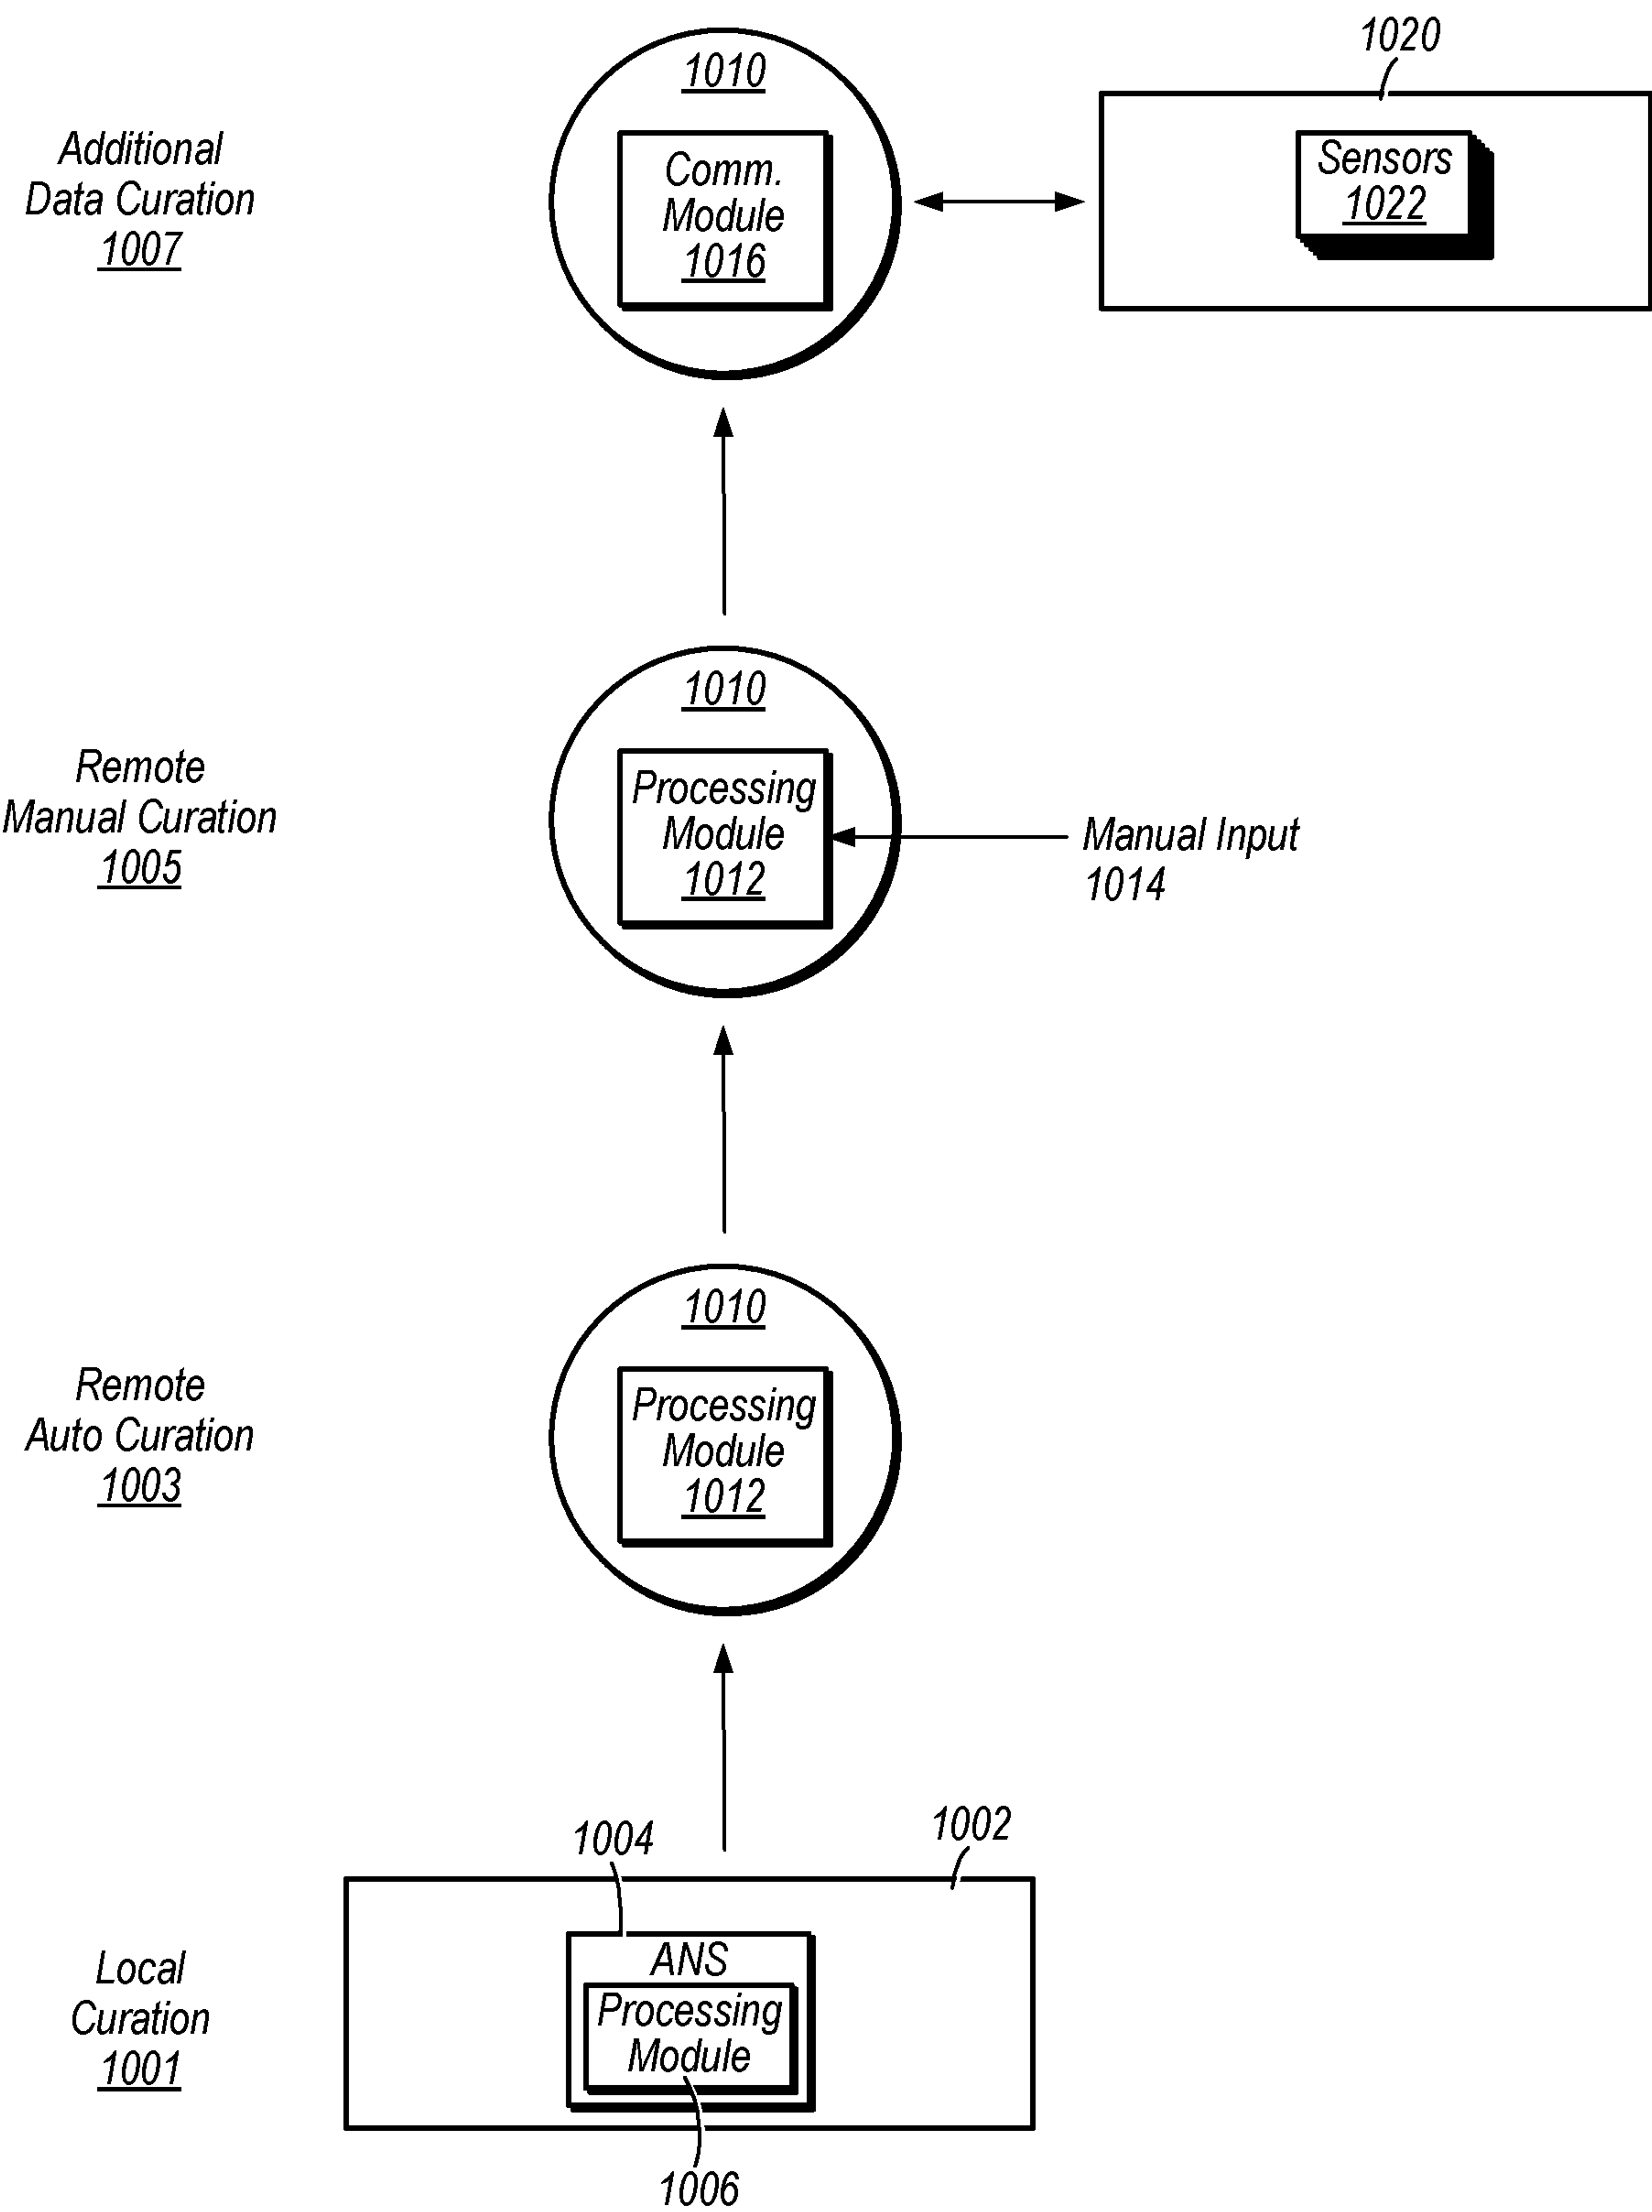 1020
1010
Additional
Data Curation
1007
Comm.
Module
1016
Sensors
1022
1010
Remote
Manual Curation
1005
Processing
Module
1012
Manual Input
1014
1010
Remote
Auto Curation
1003
Processing
Module
1012
1004
1002
Local
Curation
1001
ANS
Processing
Module
1006